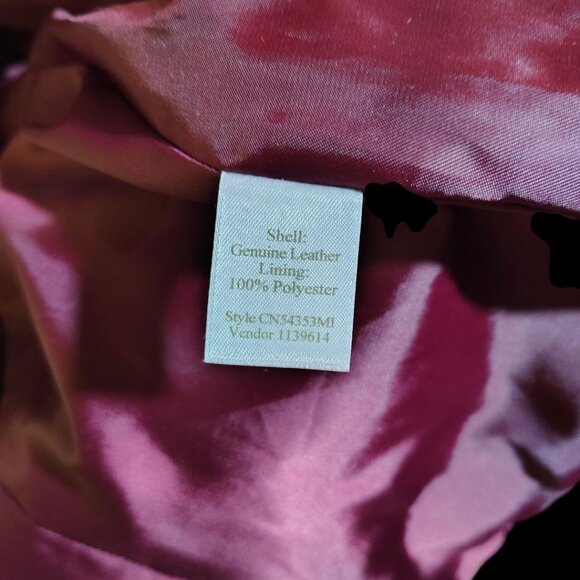 Shell:
Genuine Leather
Lining:
100% Polyester
Style CN54353MI
Vendor 1139614